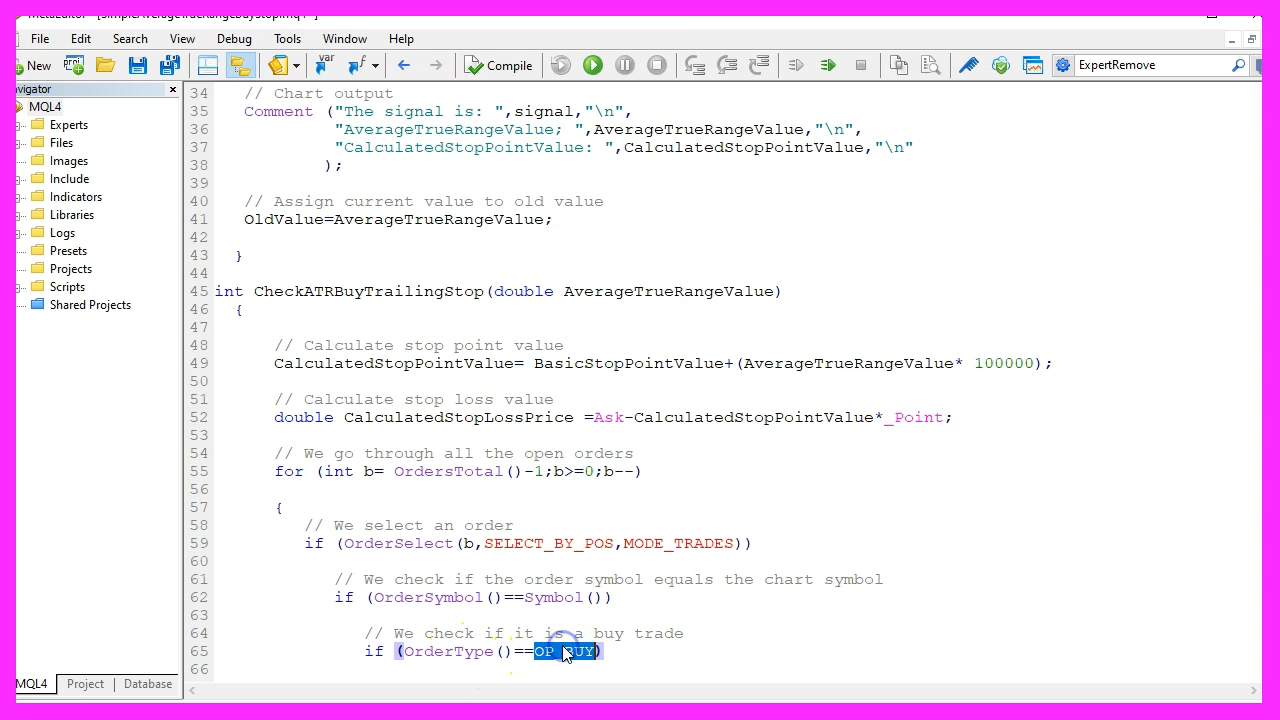 File Edit Search View Debug Tools Window Help
New Compile ExpertRemove
MQL4
Experts
Files
Images
Include
Indicators
Libraries
Logs
Presets
Projects
Scripts
Shared Projects
34 // Chart output
35 Comment ("The signal is: ",signal,"\n",
36 "AverageTrueRangeValue; ",AverageTrueRangeValue,"\n",
37 "CalculatedStopPointValue: ",CalculatedStopPointValue,"\n"
38 );
39
40 // Assign current value to old value
41 OldValue=AverageTrueRangeValue;
42
43 }
44
45 int CheckATRBuyTrailingStop(double AverageTrueRangeValue)
46 {
47
48 // Calculate stop point value
49 CalculatedStopPointValue= BasicStopPointValue+(AverageTrueRangeValue* 100000);
50
51 // Calculate stop loss value
52 double CalculatedStopLossPrice =Ask-CalculatedStopPointValue*_Point;
53
54 // We go through all the open orders
55 for (int b= OrdersTotal()-1;b>=0;b--)
56
57 {
58 // We select an order
59 if (OrderSelect(b,SELECT_BY_POS,MODE_TRADES))
60
61 // We check if the order symbol equals the chart symbol
62 if (OrderSymbol()==Symbol())
63
64 // We check if it is a buy trade
65 if (OrderType()==OP_BUY)
66
MQL4 Project Database